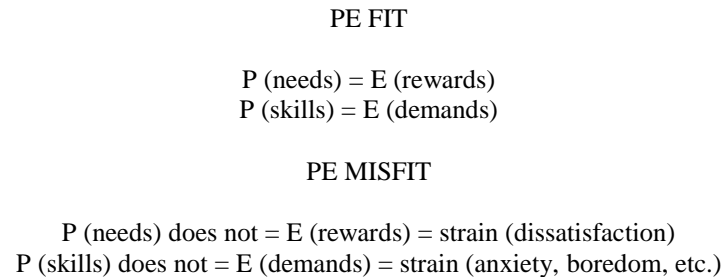 PE FIT
P (needs) = E (rewards)
P (skills) = E (demands)
PE MISFIT
P (needs) does not = E (rewards) = strain (dissatisfaction)
P (skills) does not = E (demands) = strain (anxiety, boredom, etc.)